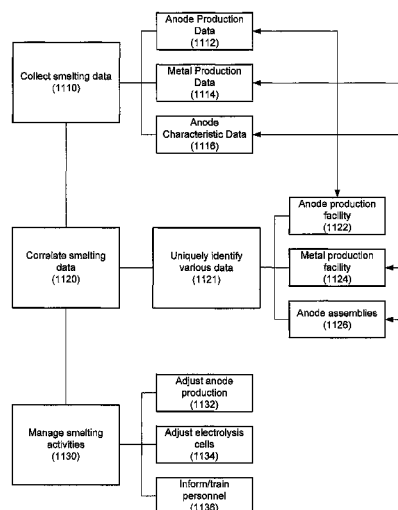 Anode Production
Data
(1112)
Collect smelting data
(1110)
Metal Production
Data
(1114)
Anode
Characteristic Data
(1116)
Anode production
facility
(1122)
Correlate smelting
data
(1120)
Uniquely identify
various data
(1121)
Metal production
facility
(1124)
Anode assemblies
(1126)
Adjust anode
production
(1132)
Manage smelting
activities
(1130)
Adjust electrolysis
cells
(1134)
Inform/train
personnel
(1136)